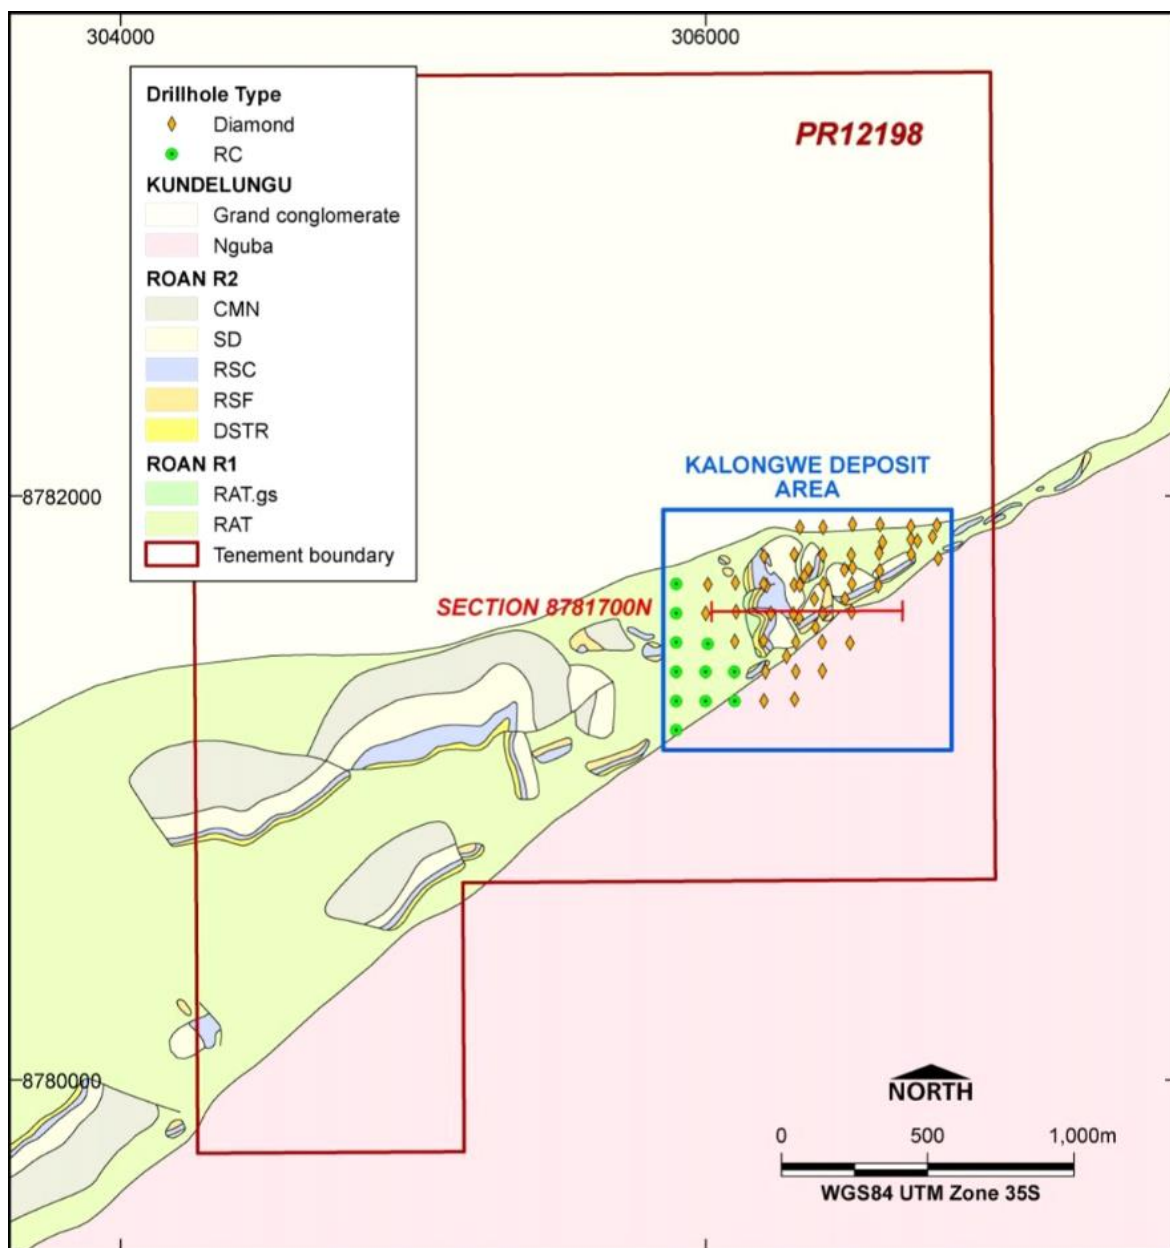 304000
306000
Drillhole Type
Diamond
RC
KUNDELUNGU
Grand conglomerate
Nguba
ROAN R2
CMN
SD
RSC
RSF
DSTR
ROAN R1
RAT.gs
RAT
Tenement boundary
PR12198
8782000
KALONGWE DEPOSIT
AREA
SECTION 8781700N
8780000
NORTH
0 500 1,000m
WGS84 UTM Zone 35S